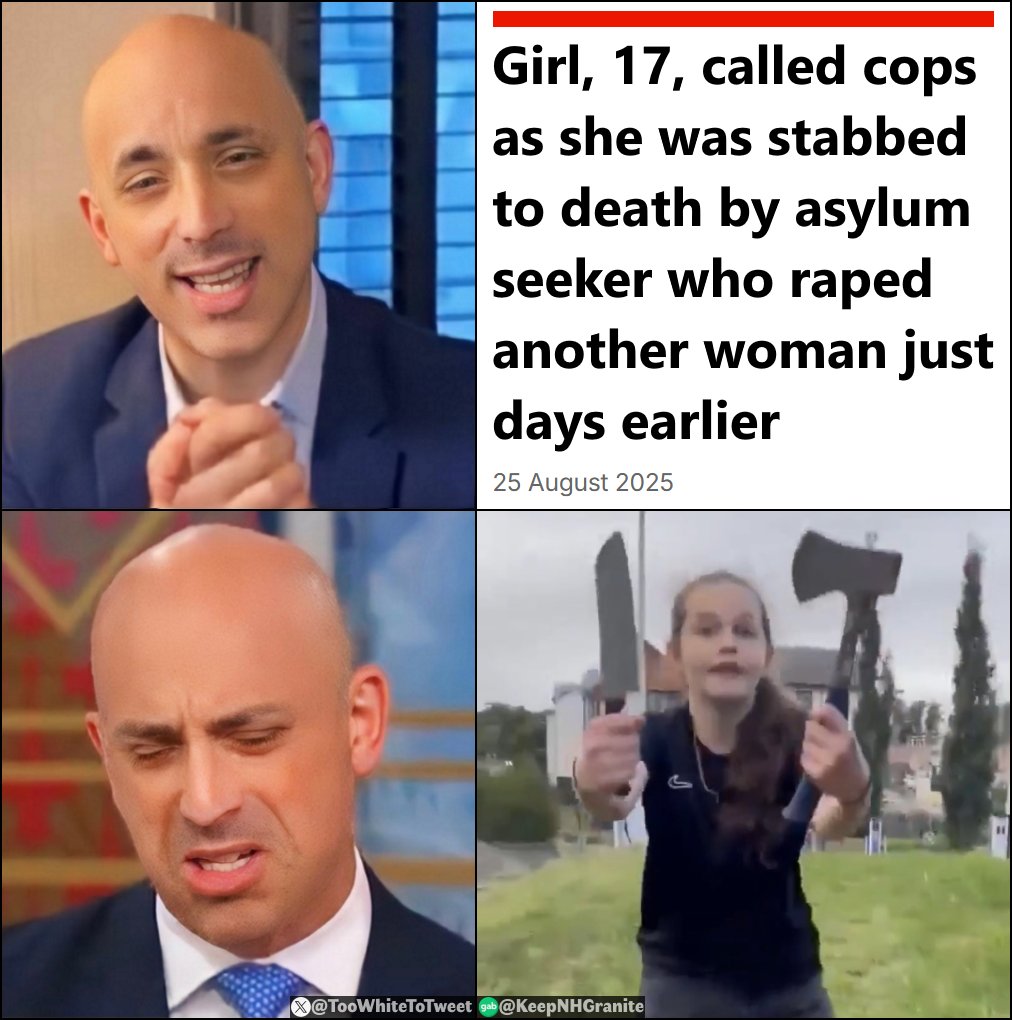 Girl, 17, called cops
as she was stabbed
to death by asylum
seeker who raped
another woman just
days earlier
25 August 2025
X@TooWhiteToTweet gab@KeepNHGranite